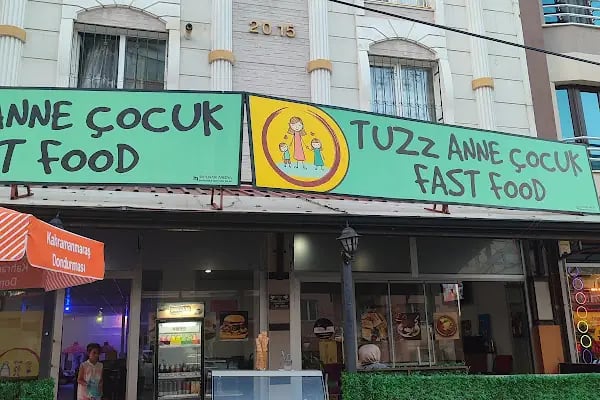 2015
ANNE ÇOCUK
T FOOD
TUZz ANNE ÇOCUK
FAST FOOD
Kahramanmaraş
Dondurması